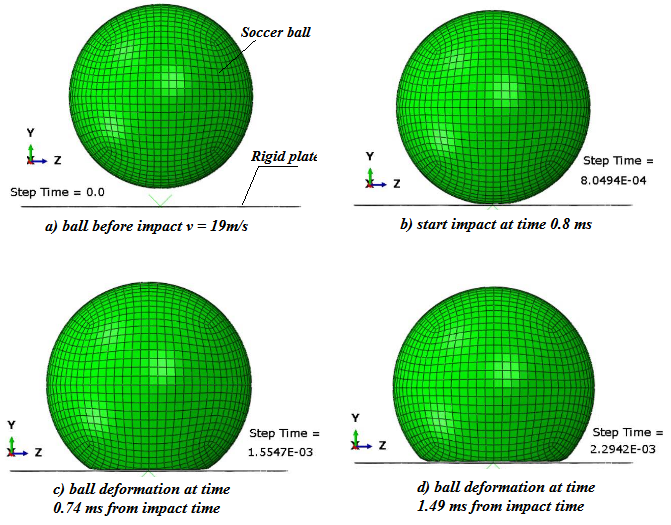 Soccer ball
Y
Z
Rigid plate
Step Time = 0.0
a) ball before impact v = 19m/s
Y
Z
Step Time =
8.0494E-04
b) start impact at time 0.8 ms
Y
Z
Step Time =
1.5547E-03
c) ball deformation at time
0.74 ms from impact time
Y
Z
Step Time =
2.2942E-03
d) ball deformation at time
1.49 ms from impact time